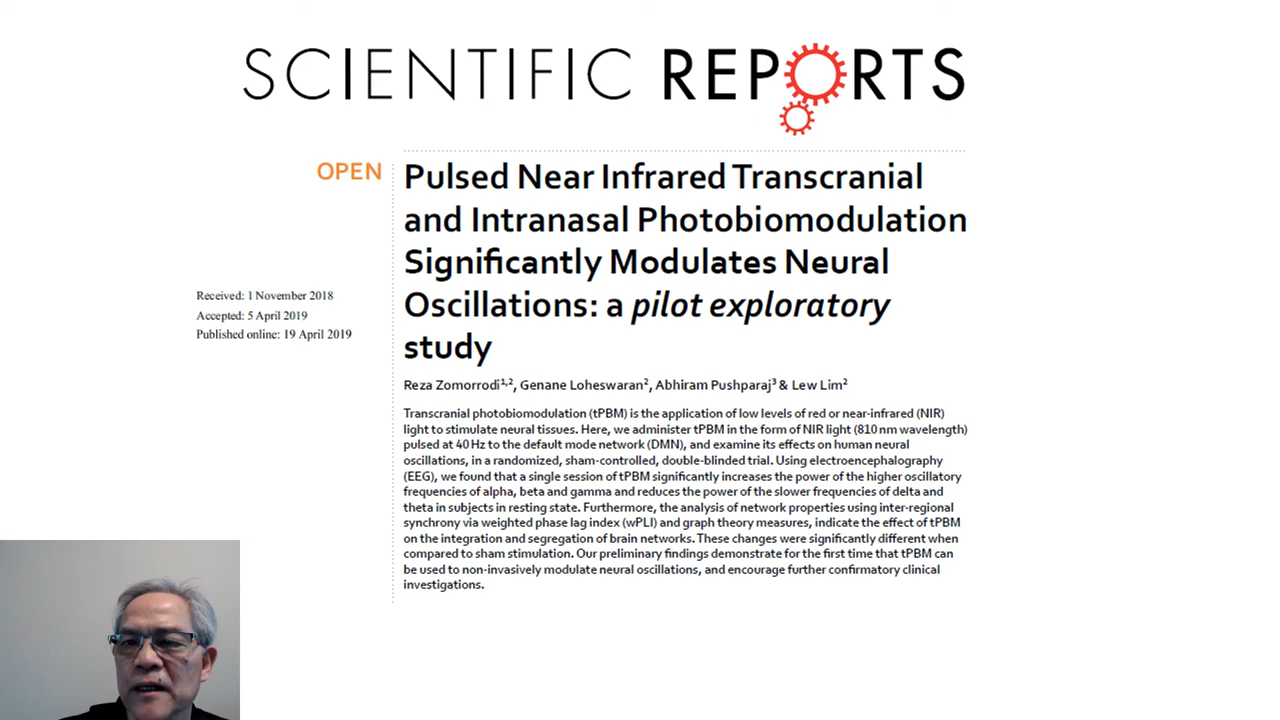 SCIENTIFIC REPORTS
OPEN
Pulsed Near Infrared Transcranial
and Intranasal Photobiomodulation
Significantly Modulates Neural
Oscillations: a pilot exploratory
study
Received: 1 November 2018
Accepted: 5 April 2019
Published online: 19 April 2019
Reza Zomorrodi1,2, Genane Loheswaran2, Abhiram Pushparaj3 & Lew Lim2
Transcranial photobiomodulation (tPBM) is the application of low levels of red or near-infrared (NIR)
light to stimulate neural tissues. Here, we administer tPBM in the form of NIR light (810 nm wavelength)
pulsed at 40 Hz to the default mode network (DMN), and examine its effects on human neural
oscillations, in a randomized, sham-controlled, double-blinded trial. Using electroencephalography
(EEG), we found that a single session of tPBM significantly increases the power of the higher oscillatory
frequencies of alpha, beta and gamma and reduces the power of the slower frequencies of delta and
theta in subjects in resting state. Furthermore, the analysis of network properties using inter-regional
synchrony via weighted phase lag index (wPLI) and graph theory measures, indicate the effect of tPBM
on the integration and segregation of brain networks. These changes were significantly different when
compared to sham stimulation. Our preliminary findings demonstrate for the first time that tPBM can
be used to non-invasively modulate neural oscillations, and encourage further confirmatory clinical
investigations.